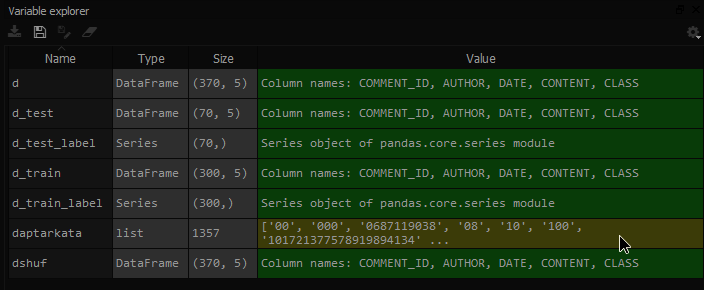 Variable explorer
Name Type Size Value
d DataFrame (370, 5) Column names: COMMENT_ID, AUTHOR, DATE, CONTENT, CLASS
d_test DataFrame (70, 5) Column names: COMMENT_ID, AUTHOR, DATE, CONTENT, CLASS
d_test_label Series (70,) Series object of pandas.core.series module
d_train DataFrame (300, 5) Column names: COMMENT_ID, AUTHOR, DATE, CONTENT, CLASS
d_train_label Series (300,) Series object of pandas.core.series module
daptarkata list 1357 ['00', '000', '0687119038', '08', '10', '100',
'101721377578919894134' ...
dshuf DataFrame (370, 5) Column names: COMMENT_ID, AUTHOR, DATE, CONTENT, CLASS